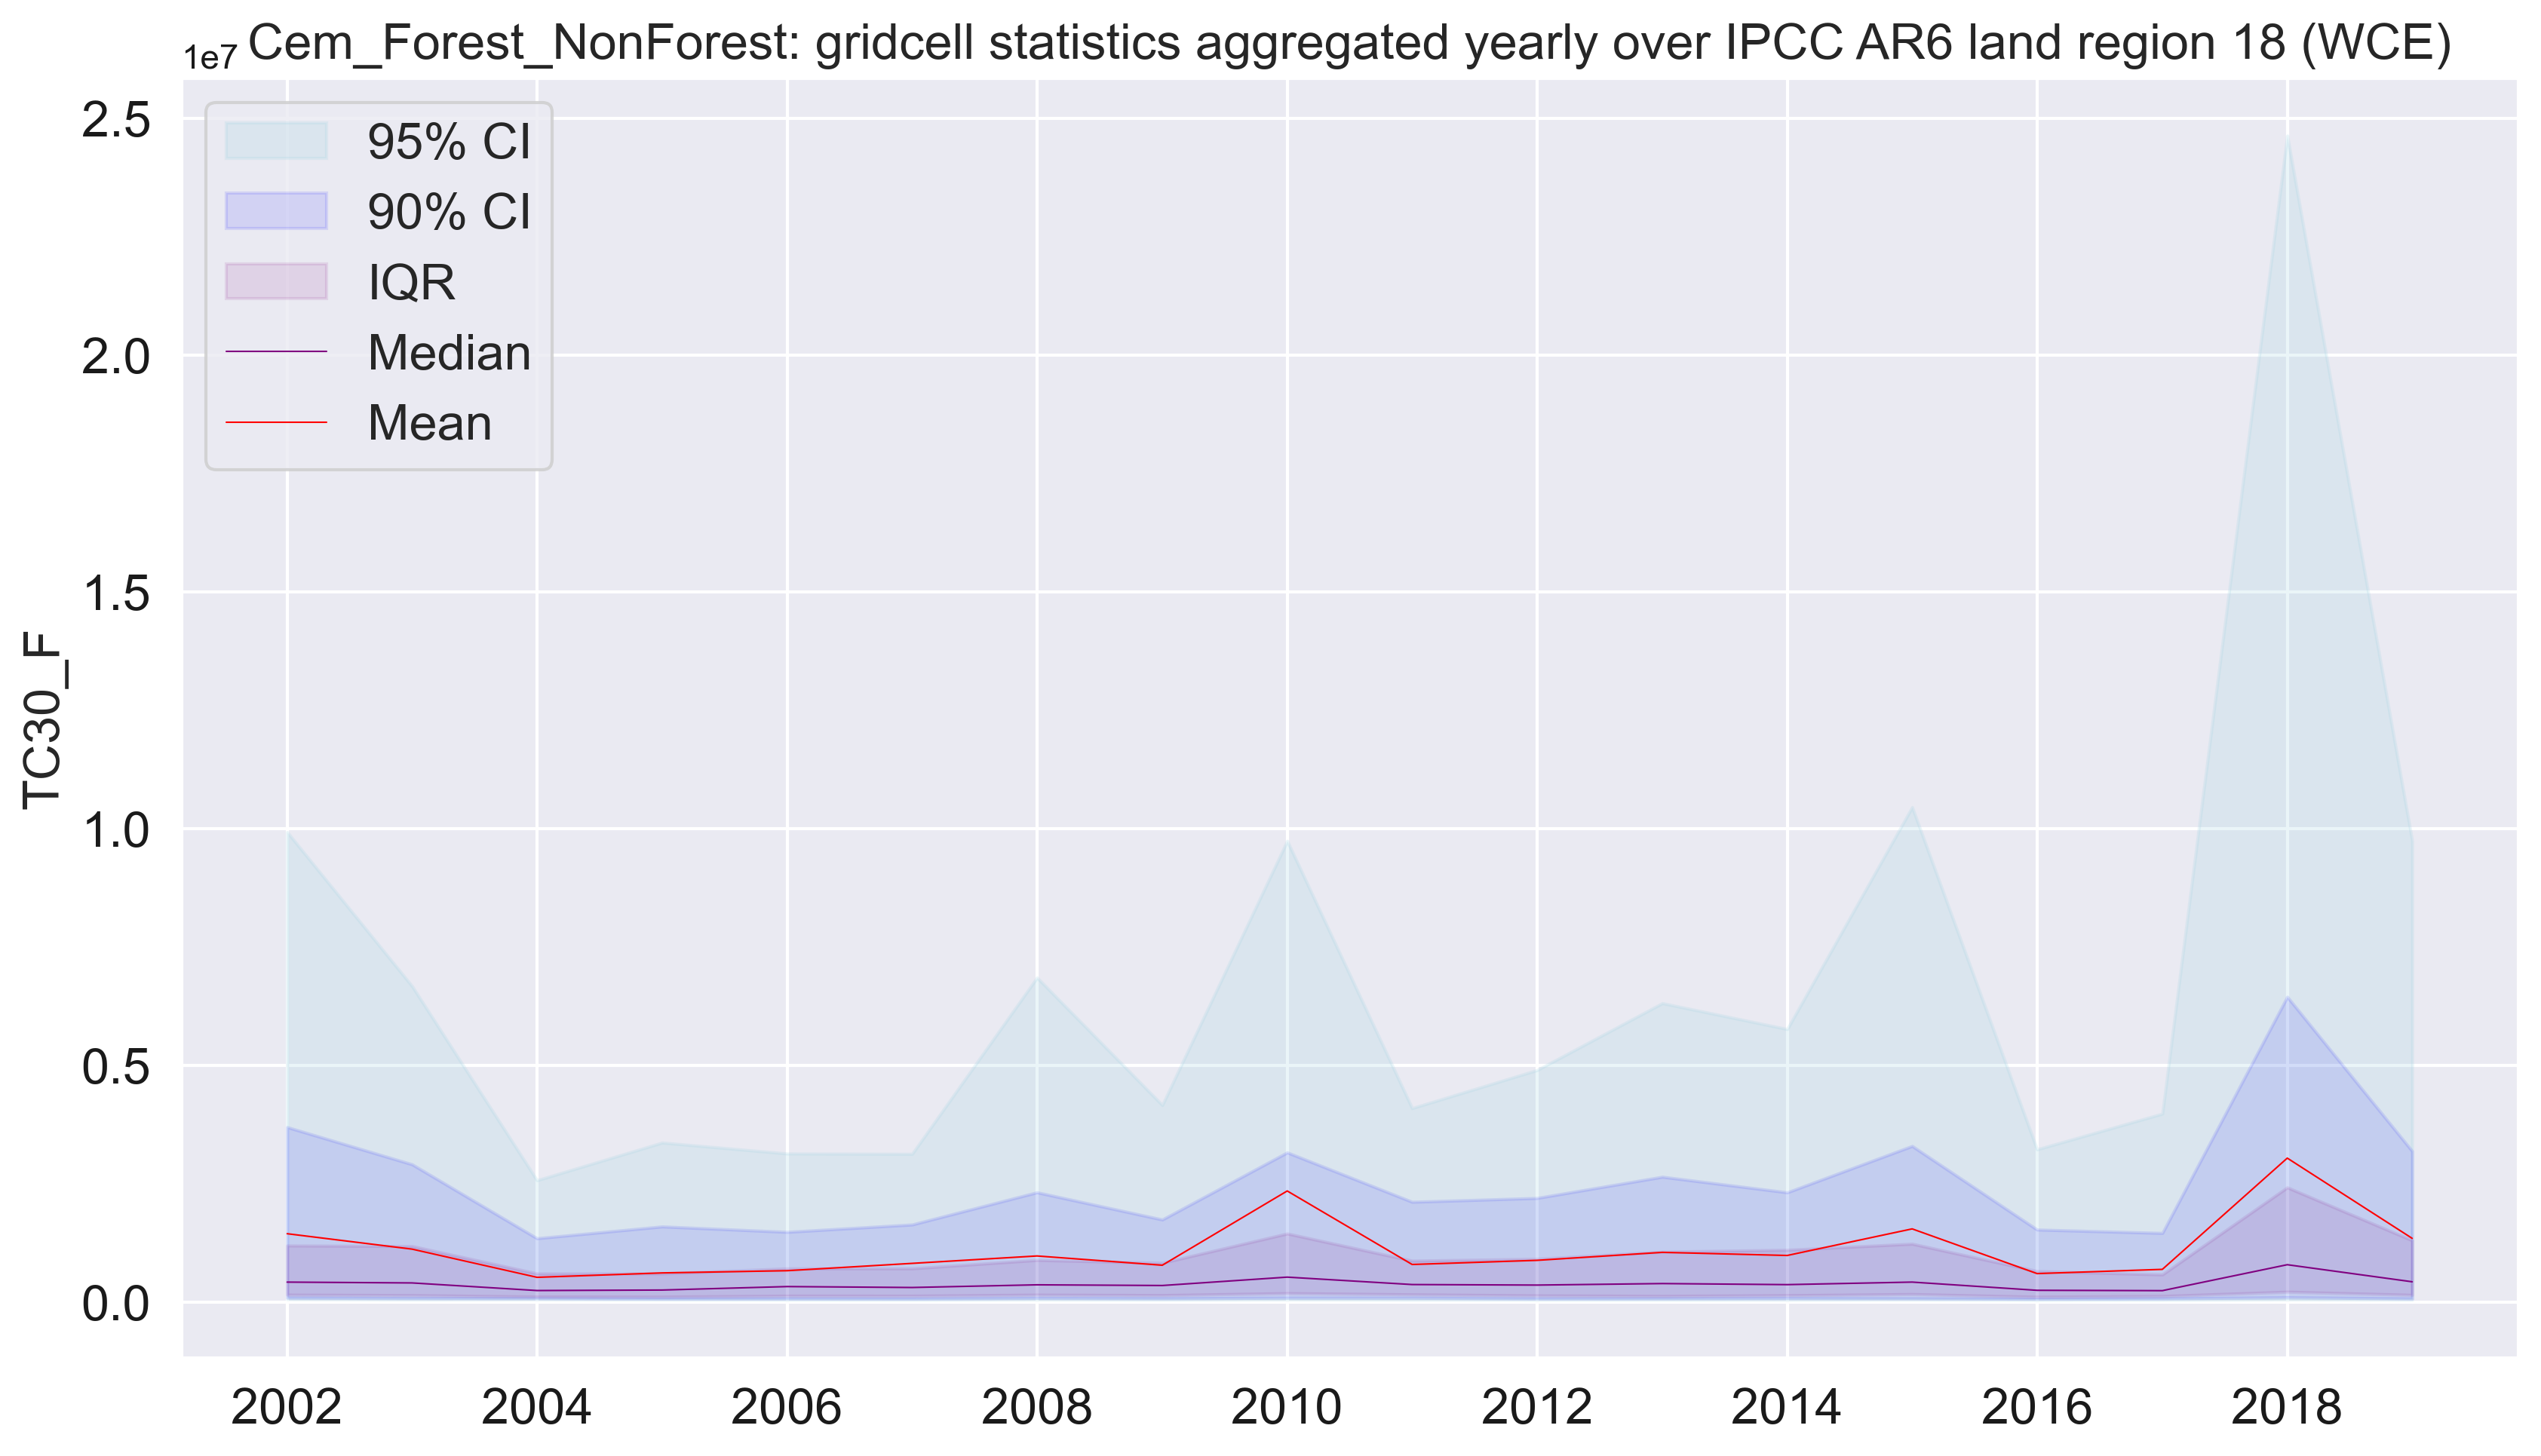 Cem_Forest_NonForest: gridcell statistics aggregated yearly over IPCC AR6 land region 18 (WCE)
1e7
2.5
2.0
1.5
1.0
0.5
0.0
TC30_F
95% CI
90% CI
IQR
Median
Mean
2002 2004 2006 2008 2010 2012 2014 2016 2018